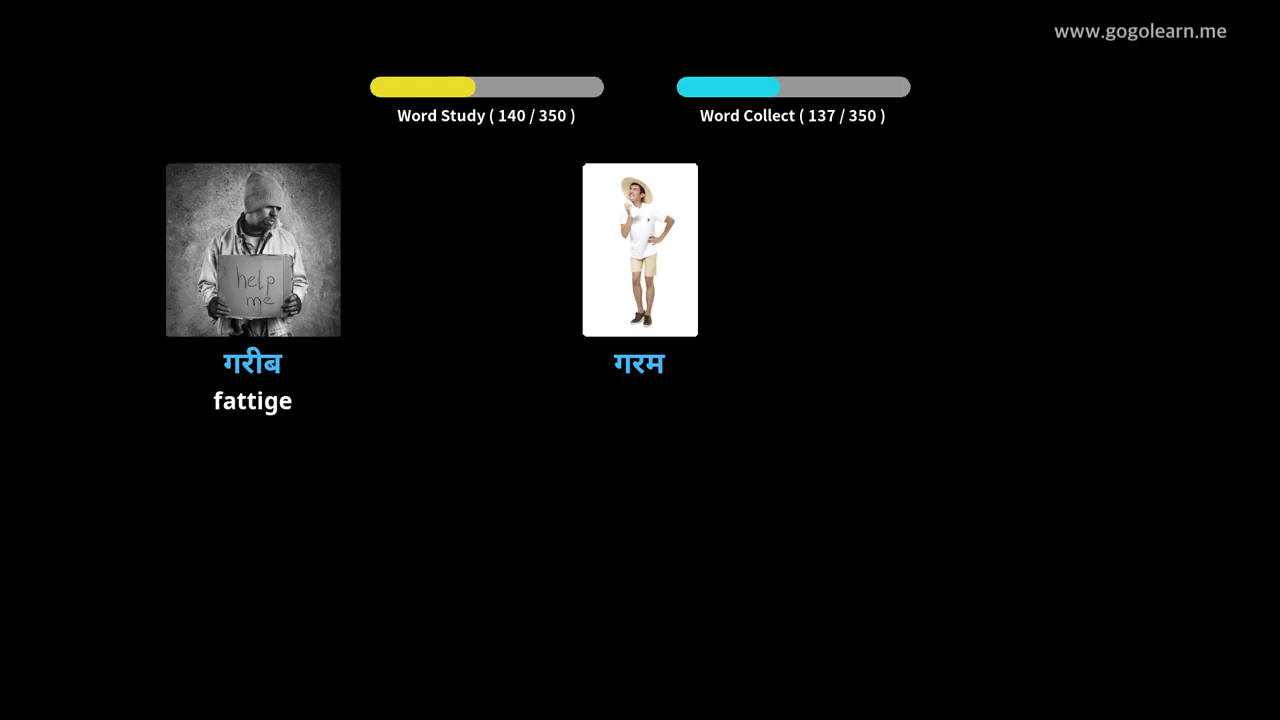 www.gogolearn.me
Word Study ( 140 / 350 )
Word Collect ( 137 / 350 )
help
me
गरीब
गरम
fattige